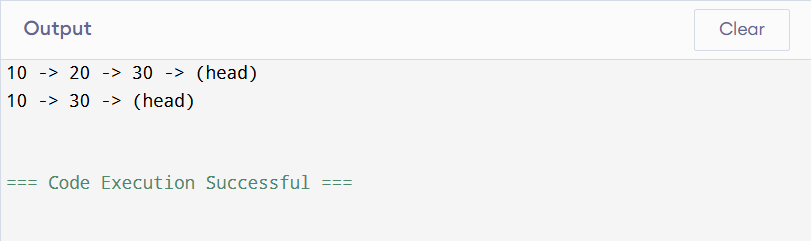 Output
Clear
10 -> 20 -> 30 -> (head)
10 -> 30 -> (head)
=== Code Execution Successful ===